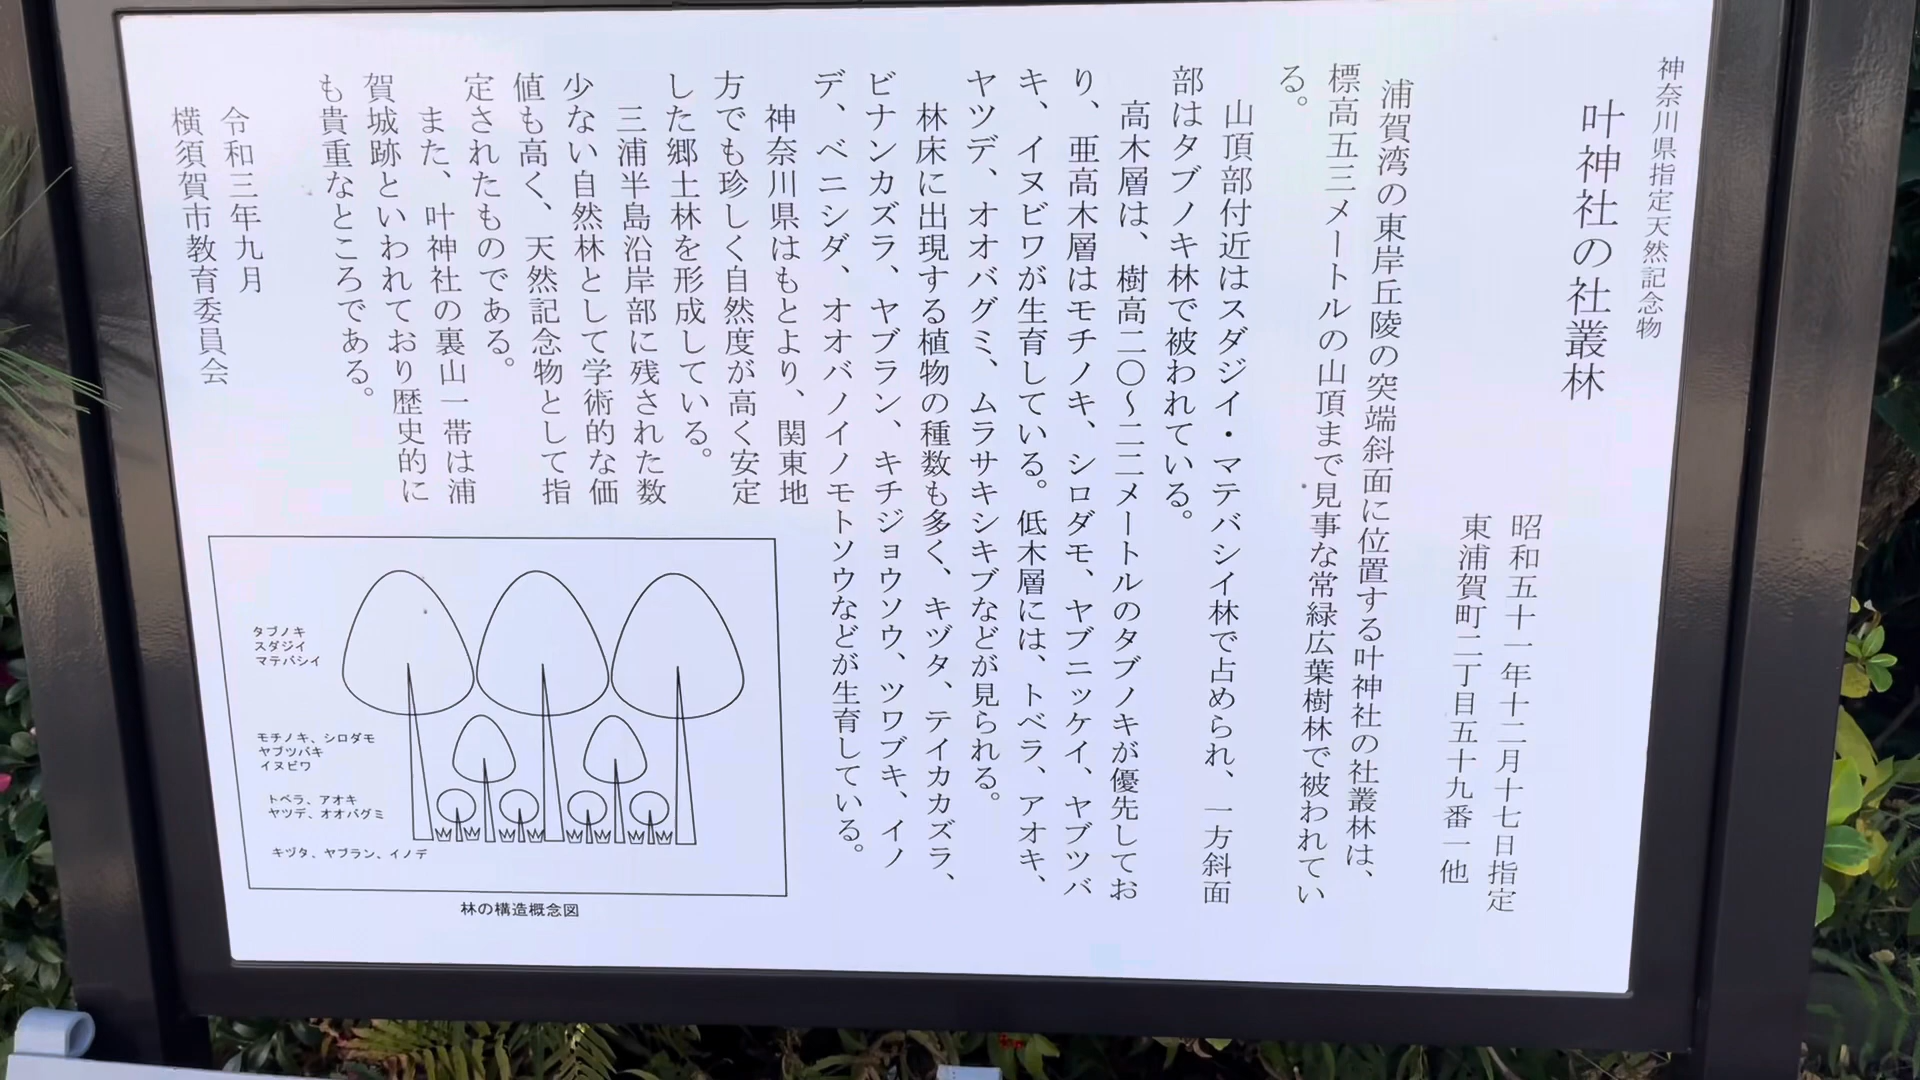 神奈川県指定天然記念物
叶神社の社叢林
昭和五十一年十二月十七日指定
東浦賀町二丁目五十九番一他
浦賀湾の東岸丘陵の突端斜面に位置する叶神社の社叢林は、
標高五三メートルの山頂まで見事な常緑広葉樹林で被われてい
る。
山頂部付近はスダジイ・マテバシイ林で占められ、一方斜面
部はタブノキ林で被われている。
高木層は、樹高二〇～二二メートルのタブノキが優先してお
り、亜高木層はモチノキ、シロダモ、ヤブニッケイ、ヤブツバ
キ、イヌビワが生育している。低木層には、トベラ、アオキ、
ヤツデ、オオバグミ、ムラサキシキブなどが見られる。
林床に出現する植物の種数も多く、キヅタ、テイカカズラ、
ビナンカズラ、ヤブラン、キチジョウソウ、ツワブキ、イノ
デ、ベニシダ、オオバノイノモトソウなどが生育している。
神奈川県はもとより、関東地
方でも珍しく自然度が高く安定
した郷土林を形成している。
三浦半島沿岸部に残された数
少ない自然林として学術的な価
値も高く、天然記念物として指
定されたものである。
また、叶神社の裏山一帯は浦
賀城跡といわれており歴史的に
も貴重なところである。
令和三年九月
横須賀市教育委員会
タブノキ
スダジイ
マテバシイ
モチノキ、シロダモ
ヤブツバキ
イヌビワ
トベラ、アオキ
ヤツデ、オオバグミ
キヅタ、ヤブラン、イノデ
林の構造概念図